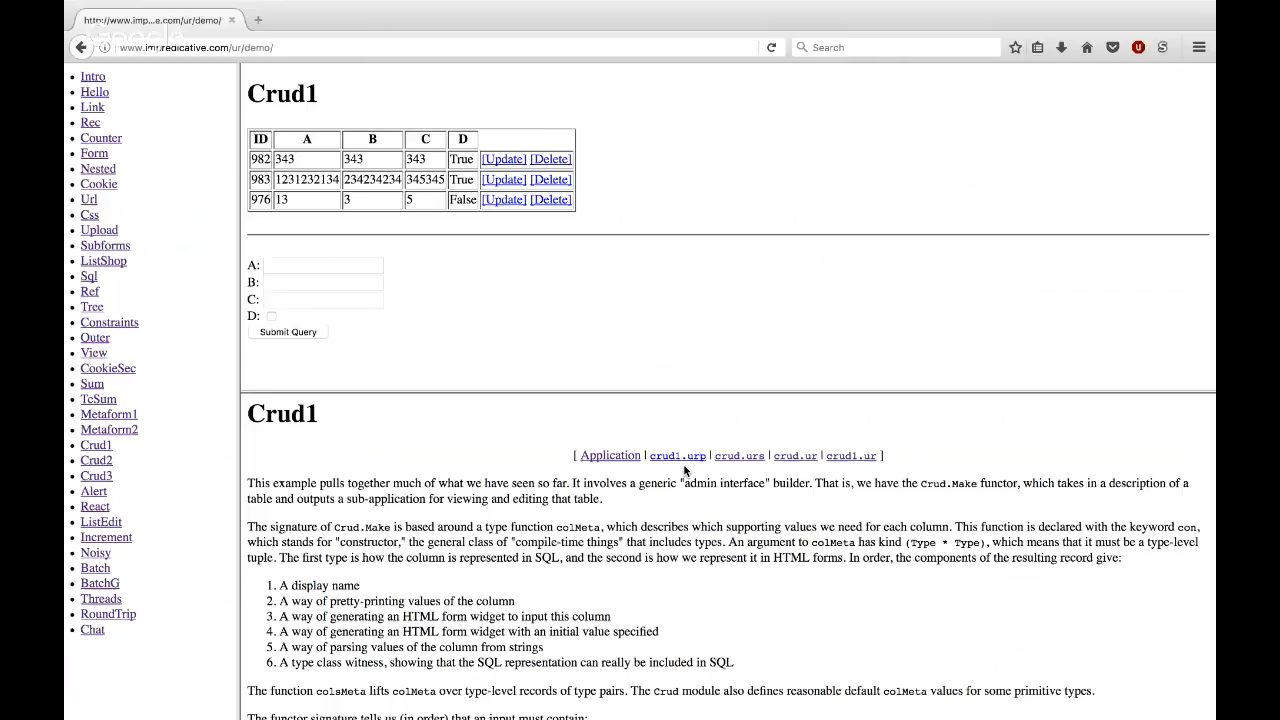 http://www.imp...e.com/ur/demo/
www.impredicative.com/ur/demo/
Search
Google
Intro
Hello
Link
Rec
Counter
Form
Nested
Cookie
Url
Css
Upload
Subforms
ListShop
Sql
Ref
Tree
Constraints
Outer
View
CookieSec
Sum
TcSum
Metaform1
Metaform2
Crud1
Crud2
Crud3
Alert
React
ListEdit
Increment
Noisy
Batch
BatchG
Threads
RoundTrip
Chat
Crud1
ID A B C D
982 343 343 343 True [Update] [Delete]
983 1231232134 234234234 345345 True [Update] [Delete]
976 13 3 5 False [Update] [Delete]
A:
B:
C:
D:
Submit Query
Crud1
[ Application | crud1.urp | crud.urs | crud.ur | crud1.ur ]
This example pulls together much of what we have seen so far. It involves a generic "admin interface" builder. That is, we have the Crud.Make functor, which takes in a description of a
table and outputs a sub-application for viewing and editing that table.
The signature of Crud.Make is based around a type function colMeta, which describes which supporting values we need for each column. This function is declared with the keyword con,
which stands for "constructor," the general class of "compile-time things" that includes types. An argument to colMeta has kind (Type * Type), which means that it must be a type-level
tuple. The first type is how the column is represented in SQL, and the second is how we represent it in HTML forms. In order, the components of the resulting record give:
1. A display name
2. A way of pretty-printing values of the column
3. A way of generating an HTML form widget to input this column
4. A way of generating an HTML form widget with an initial value specified
5. A way of parsing values of the column from strings
6. A type class witness, showing that the SQL representation can really be included in SQL
The function colsMeta lifts colMeta over type-level records of type pairs. The Crud module also defines reasonable default colMeta values for some primitive types.
The functor signature tells us (in order) that an input must contain: